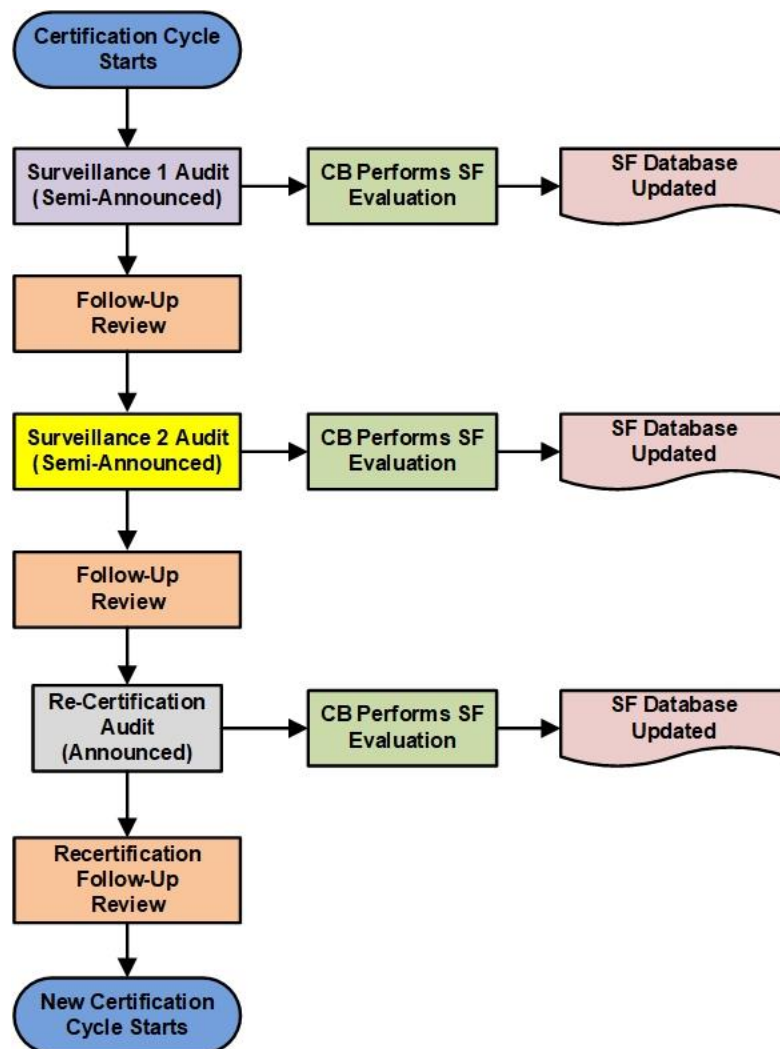 Certification Cycle
Starts
Surveillance 1 Audit
(Semi-Announced)
CB Performs SF
Evaluation
SF Database
Updated
Follow-Up
Review
Surveillance 2 Audit
(Semi-Announced)
CB Performs SF
Evaluation
SF Database
Updated
Follow-Up
Review
Re-Certification
Audit
(Announced)
CB Performs SF
Evaluation
SF Database
Updated
Recertification
Follow-Up
Review
New Certification
Cycle Starts